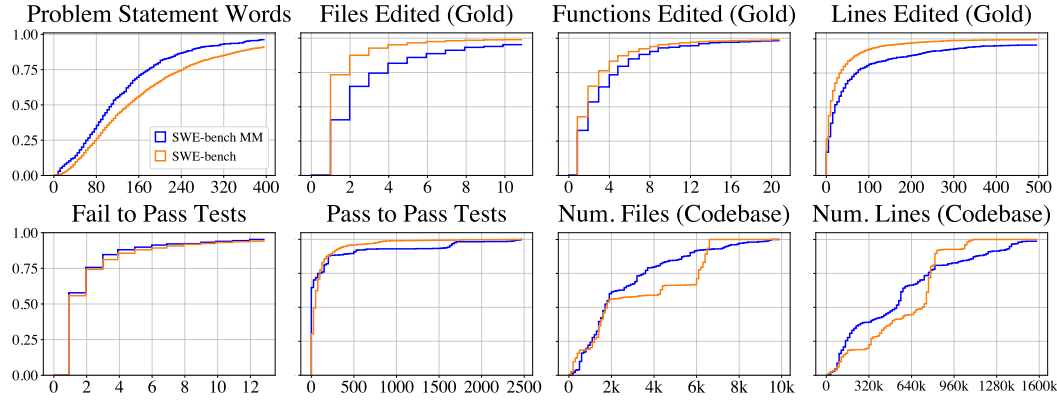 Problem Statement Words
Files Edited (Gold)
Functions Edited (Gold)
Lines Edited (Gold)
1.00
0.75
0.50
0.25
0.00
SWE-bench MM
SWE-bench
0 80 160 240 320 400
0 2 4 6 8 10
0 4 8 12 16 20
0 100 200 300 400 500
Fail to Pass Tests
Pass to Pass Tests
Num. Files (Codebase)
Num. Lines (Codebase)
1.00
0.75
0.50
0.25
0.00
0 2 4 6 8 10 12
0 500 1000 1500 2000 2500
0 2k 4k 6k 8k 10k
0 320k 640k 960k 1280k 1600k